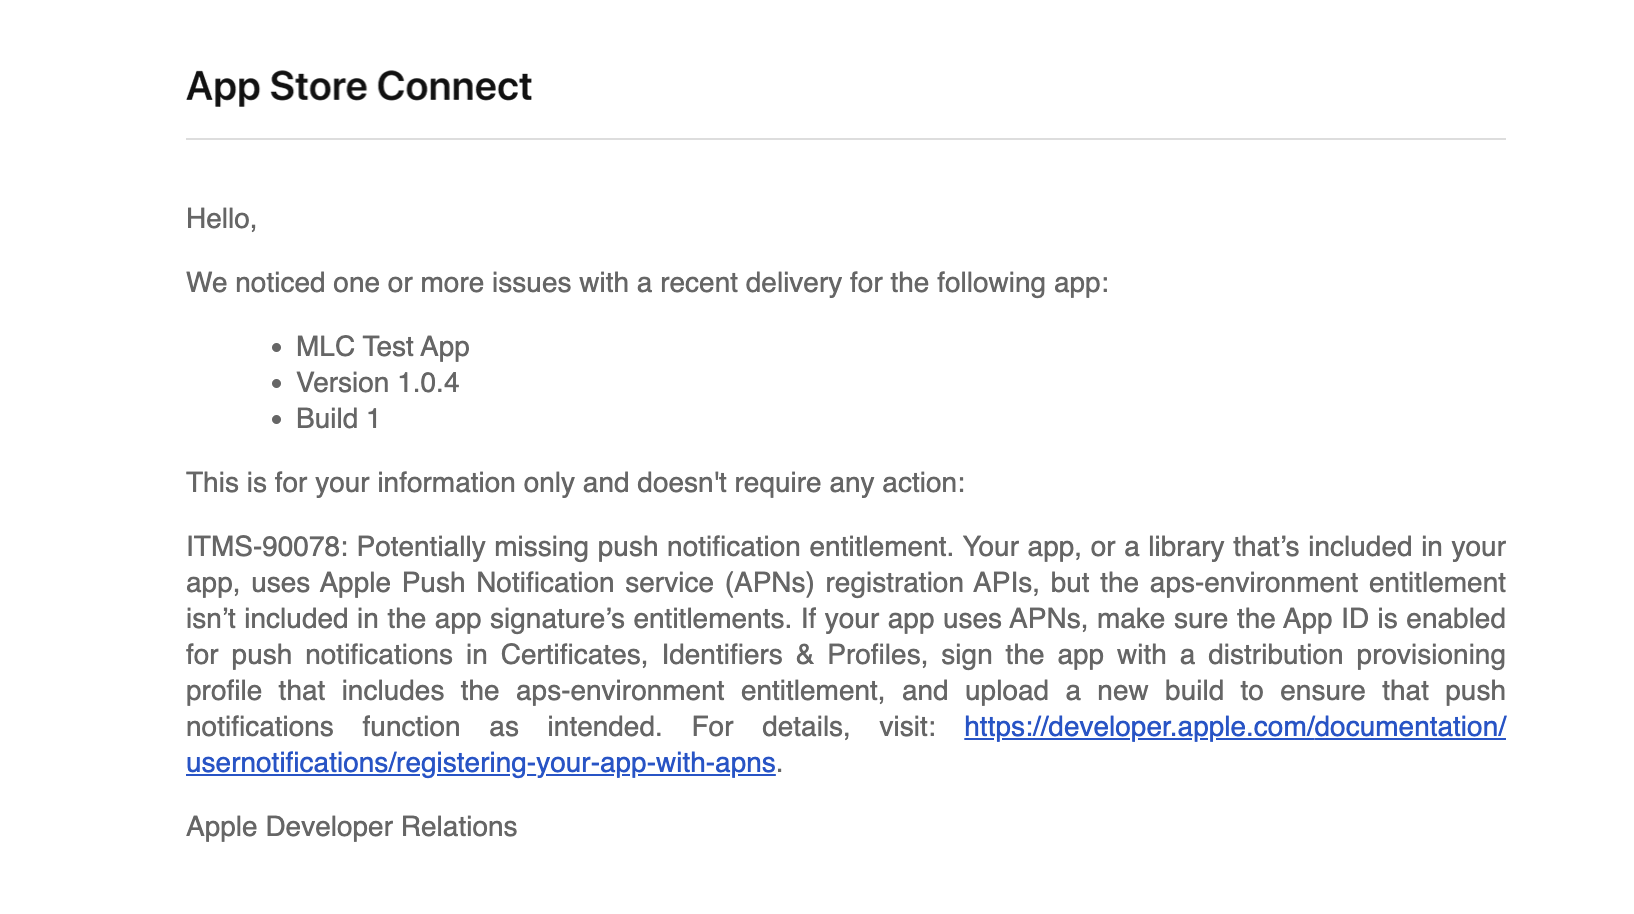 App Store Connect
Hello,
We noticed one or more issues with a recent delivery for the following app:
• MLC Test App
• Version 1.0.4
• Build 1
This is for your information only and doesn't require any action:
ITMS-90078: Potentially missing push notification entitlement. Your app, or a library that’s included in your
app, uses Apple Push Notification service (APNs) registration APIs, but the aps-environment entitlement
isn’t included in the app signature’s entitlements. If your app uses APNs, make sure the App ID is enabled
for push notifications in Certificates, Identifiers & Profiles, sign the app with a distribution provisioning
profile that includes the aps-environment entitlement, and upload a new build to ensure that push
notifications function as intended. For details, visit: https://developer.apple.com/documentation/
usernotifications/registering-your-app-with-apns.
Apple Developer Relations